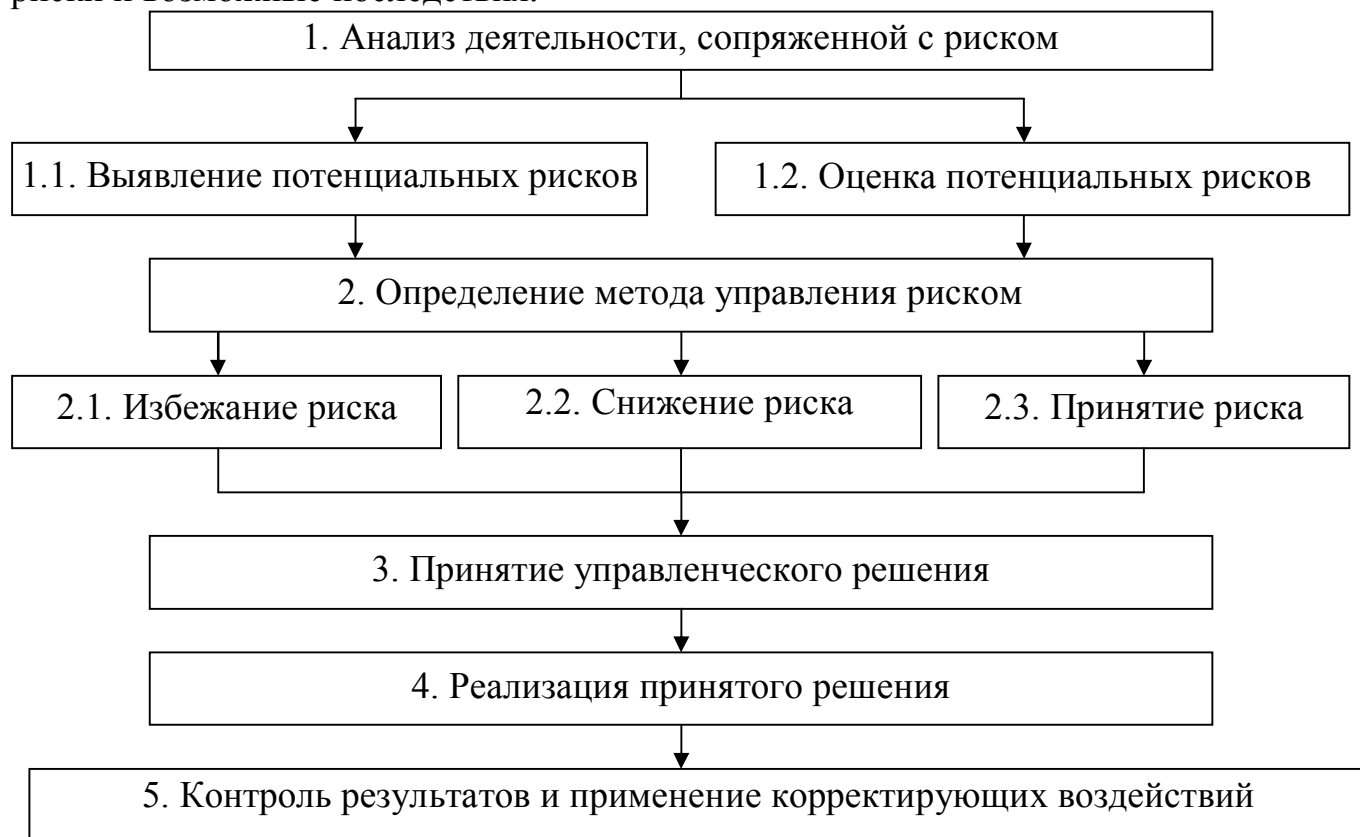 риски и возможные последствия.
1. Анализ деятельности, сопряженной с риском
1.1. Выявление потенциальных рисков
1.2. Оценка потенциальных рисков
2. Определение метода управления риском
2.1. Избежание риска
2.2. Снижение риска
2.3. Принятие риска
3. Принятие управленческого решения
4. Реализация принятого решения
5. Контроль результатов и применение корректирующих воздействий